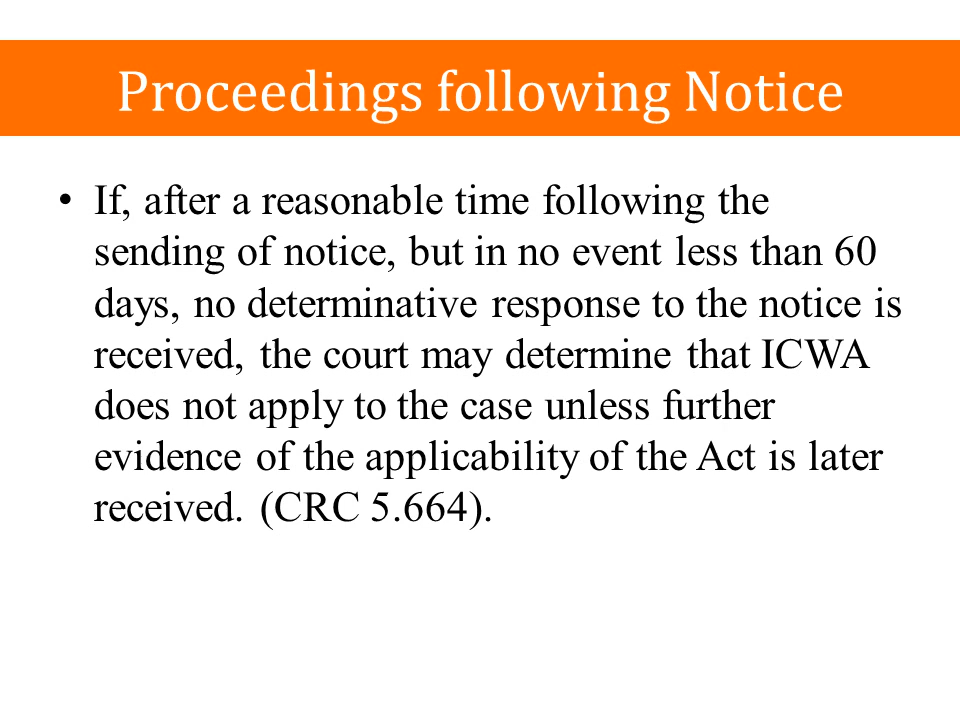 Proceedings following Notice
• If, after a reasonable time following the
sending of notice, but in no event less than 60
days, no determinative response to the notice is
received, the court may determine that ICWA
does not apply to the case unless further
evidence of the applicability of the Act is later
received. (CRC 5.664).